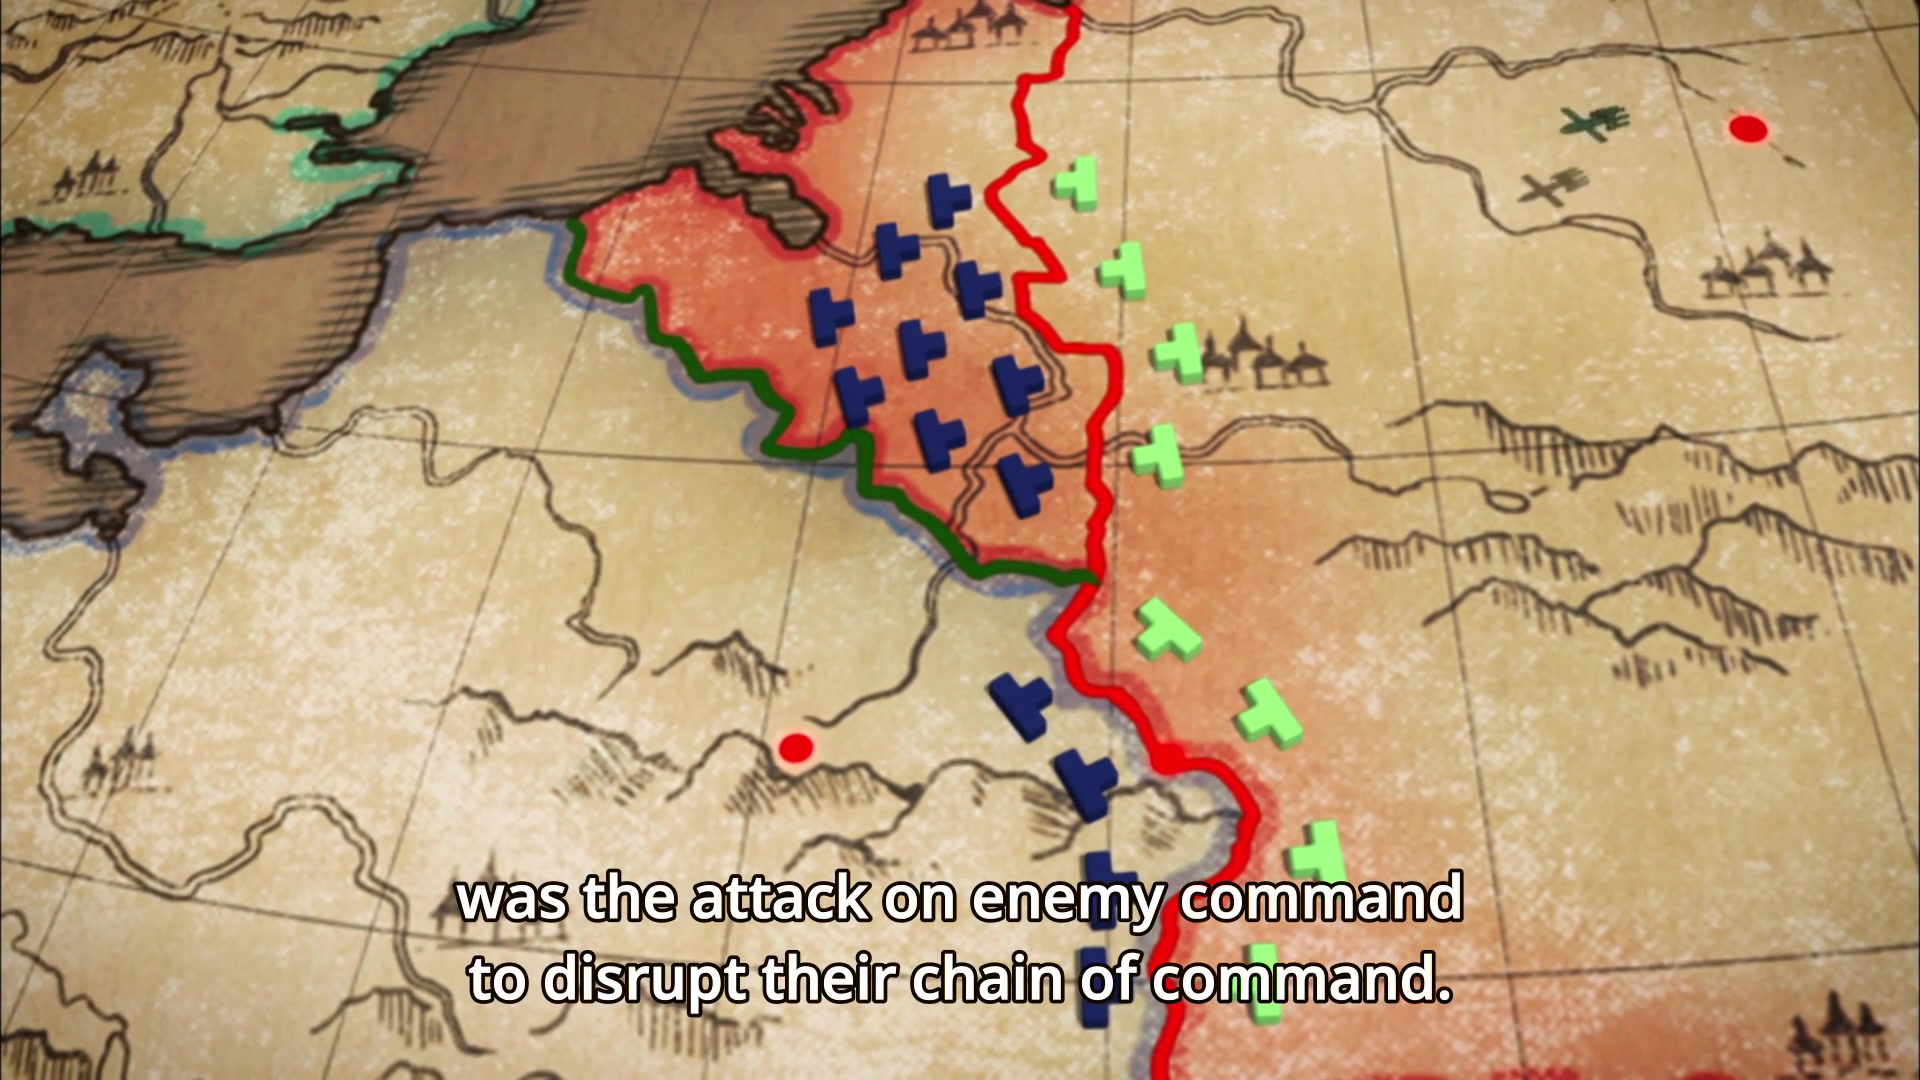 was the attack on enemy command
to disrupt their chain of command.